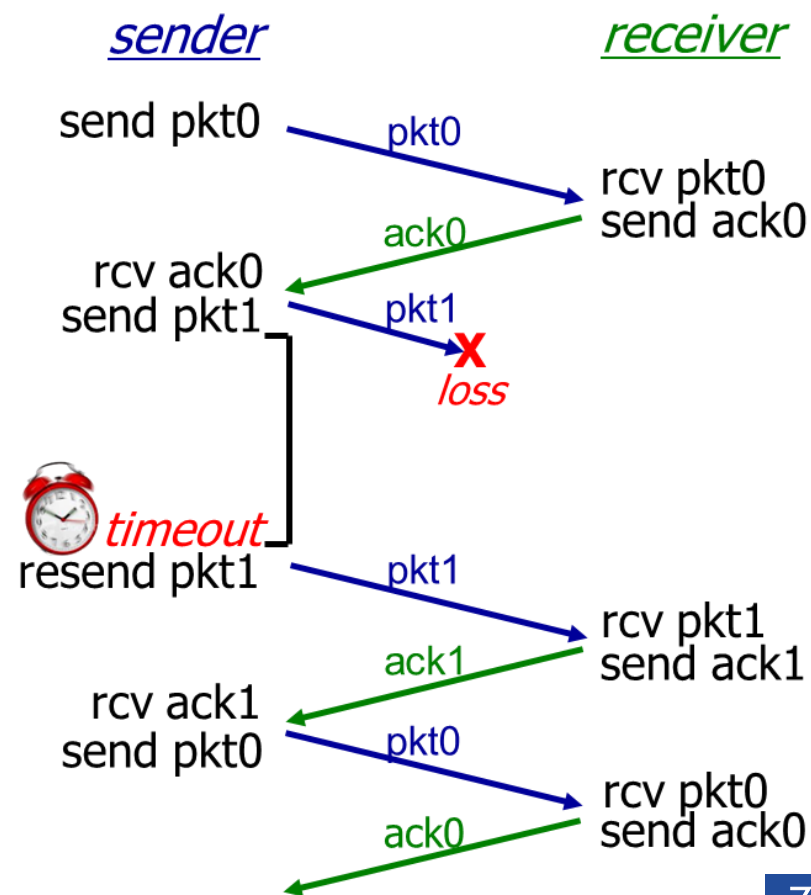 sender
receiver
send pkt0
pkt0
rcv pkt0
send ack0
ack0
rcv ack0
send pkt1
pkt1
X
loss
timeout
resend pkt1
pkt1
rcv pkt1
send ack1
ack1
rcv ack1
send pkt0
pkt0
rcv pkt0
send ack0
ack0